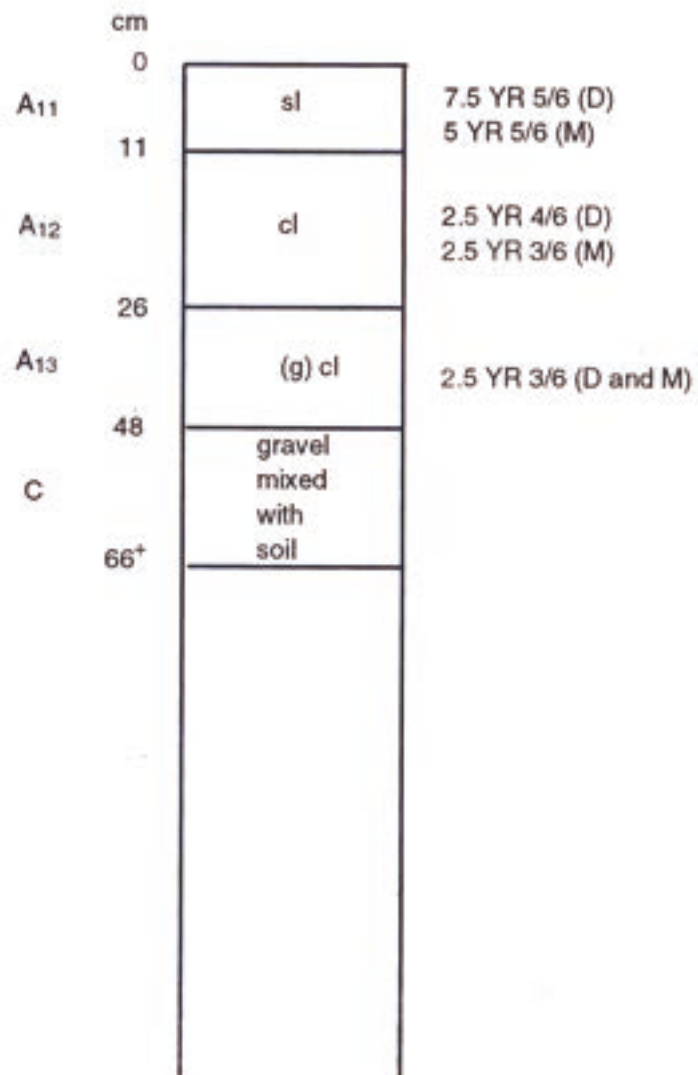 cm
0
A11 sl 7.5 YR 5/6 (D)
5 YR 5/6 (M)
11
A12 cl 2.5 YR 4/6 (D)
2.5 YR 3/6 (M)
26
A13 (g) cl 2.5 YR 3/6 (D and M)
48
gravel
mixed
C
with
soil
66+